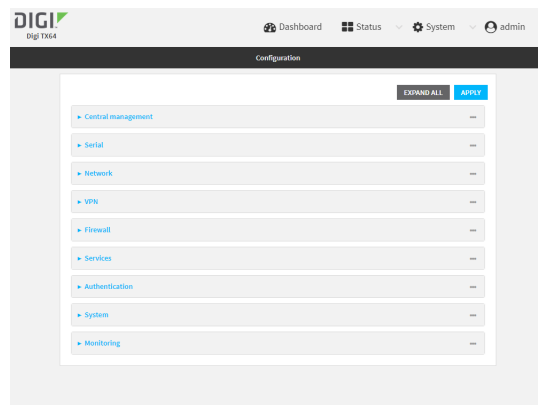 DIGI.
Digi TX64
Dashboard
Status
System
admin
Configuration
EXPAND ALL
APPLY
Central management
Serial
Network
VPN
Firewall
Services
Authentication
System
Monitoring